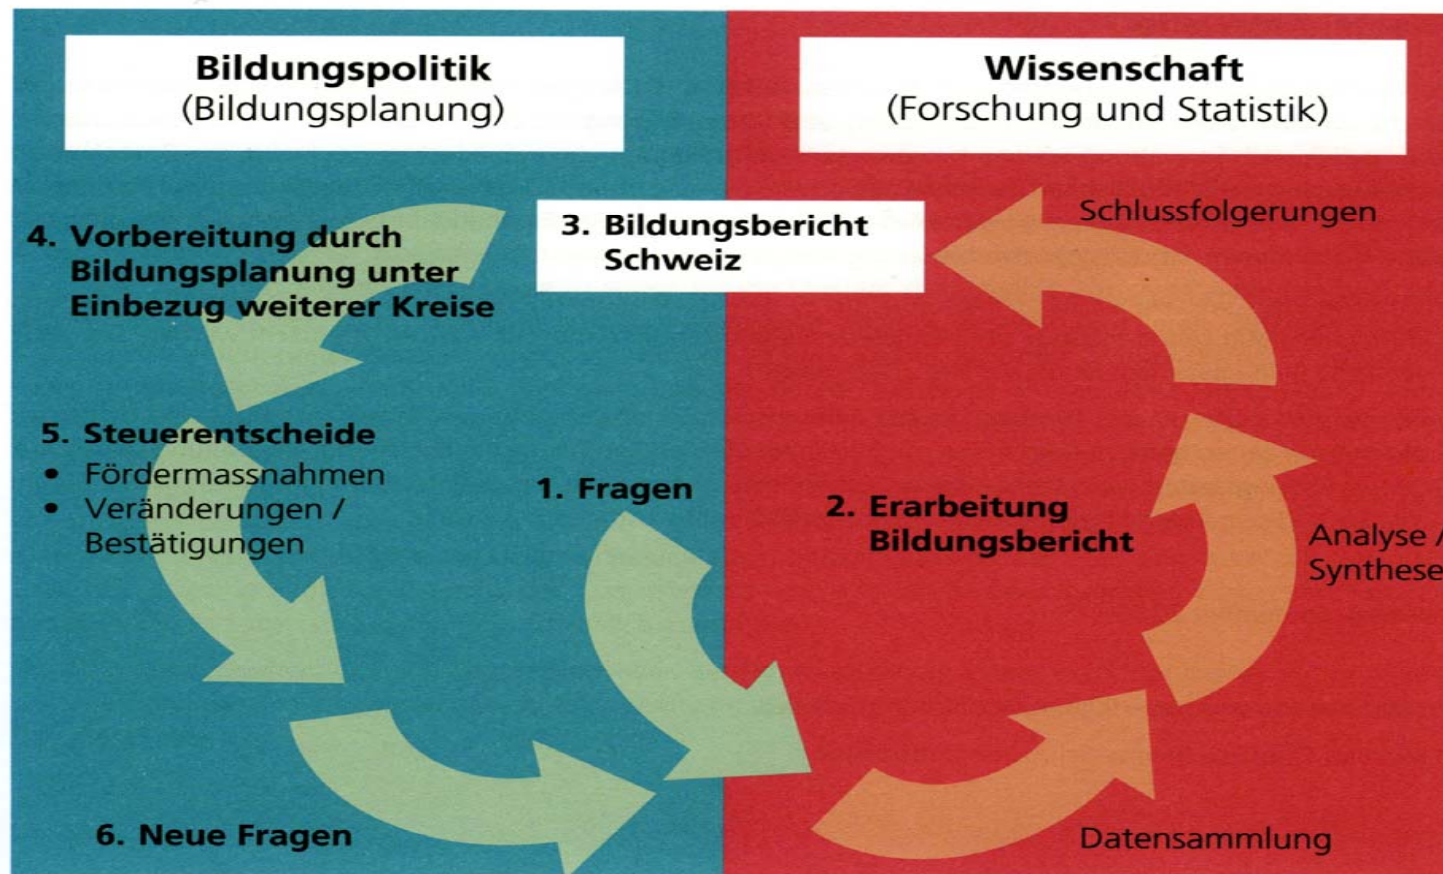 Bildungspolitik
(Bildungsplanung)
Wissenschaft
(Forschung und Statistik)
3. Bildungsbericht
Schweiz
Schlussfolgerungen
4. Vorbereitung durch
Bildungsplanung unter
Einbezug weiterer Kreise
5. Steuerentscheide
• Fördermassnahmen
• Veränderungen /
Bestätigungen
1. Fragen
2. Erarbeitung
Bildungsbericht
Analyse /
Synthese
6. Neue Fragen
Datensammlung